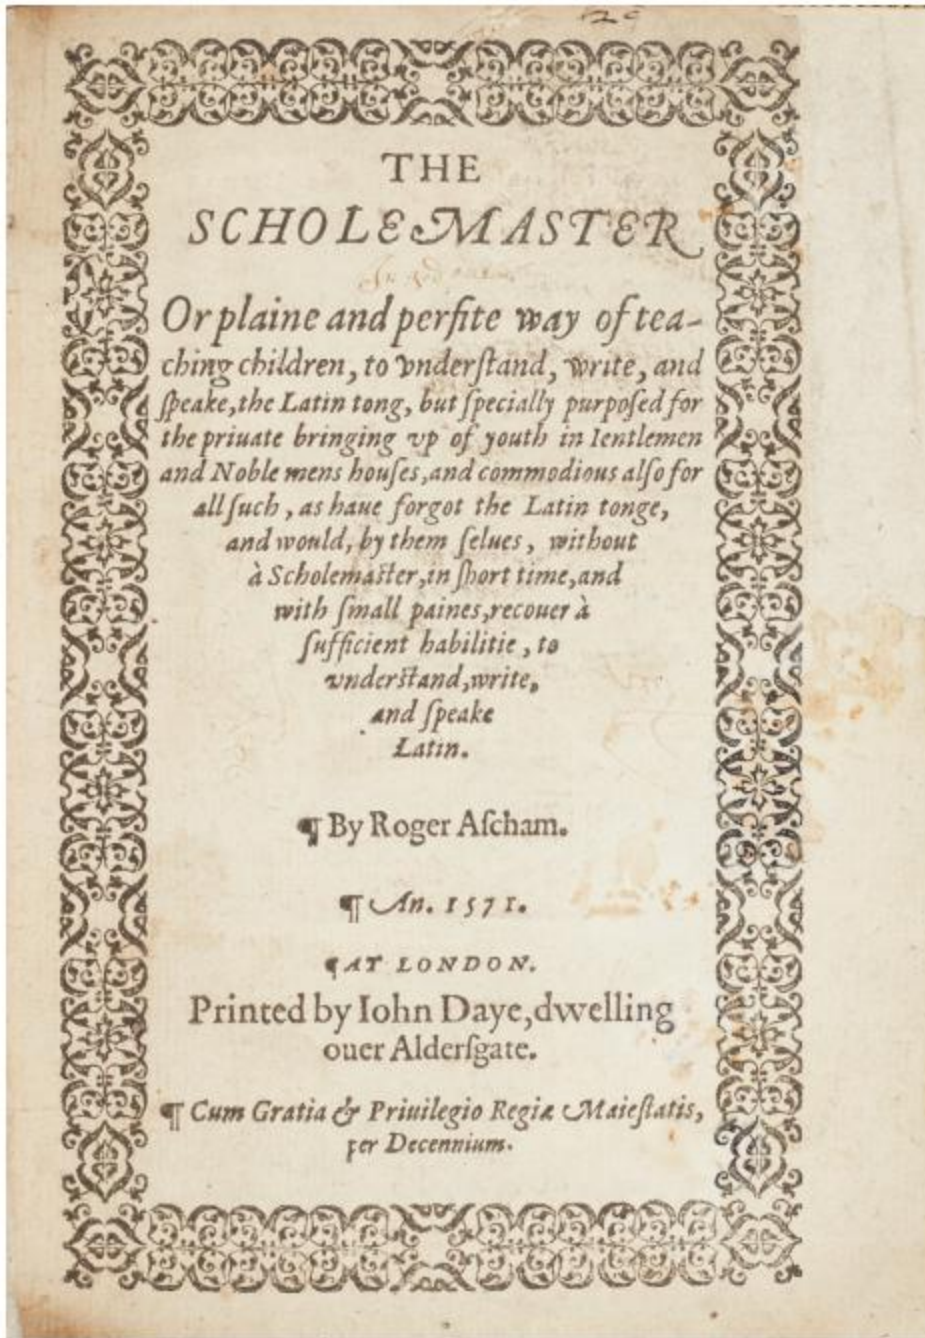 THE
SCHOLEMASTER
Or plaine and perfite way of tea-
ching children, to vnderſtand, write, and
ſpeake, the Latin tong, but ſpecially purpoſed for
the priuate bringing vp of youth in Ientlemen
and Noble mens houſes, and commodious alſo for
all ſuch, as haue forgot the Latin tonge,
and would, by them ſelues, without
à Scholemaſter, in ſhort time, and
with ſmall paines, recouer à
ſufficient habilitie, to
vnderſtand, write,
and ſpeake
Latin.
¶ By Roger Aſcham.
¶ An. 1571.
¶ AT LONDON.
Printed by Iohn Daye, dwelling
ouer Alderſgate.
¶ Cum Gratia & Priuilegio Regiæ Maieſtatis,
per Decennium.